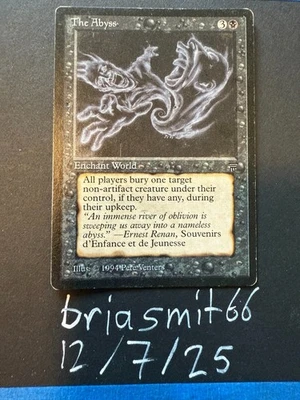 The Abyss
3
Enchant World
All players bury one target
non-artifact creature under their
control, if they have any, during
their upkeep.
"An immense river of oblivion is
sweeping us away into a nameless
abyss." —Ernest Renan, Souvenirs
d'Enfance et de Jeunesse
Illus. © 1994 Pete Venters
briasmit66
12/7/25